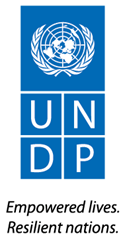 U N
D P
Empowered lives.
Resilient nations.